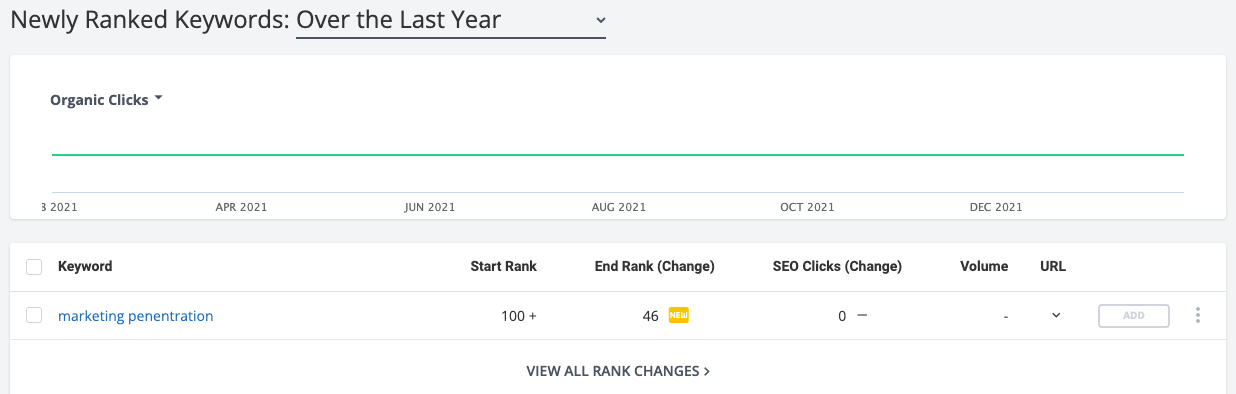 Newly Ranked Keywords: Over the Last Year
Organic Clicks
B 2021 APR 2021 JUN 2021 AUG 2021 OCT 2021 DEC 2021
Keyword Start Rank End Rank (Change) SEO Clicks (Change) Volume URL
marketing penentration 100 + 46 NEW 0 – - ADD
VIEW ALL RANK CHANGES >